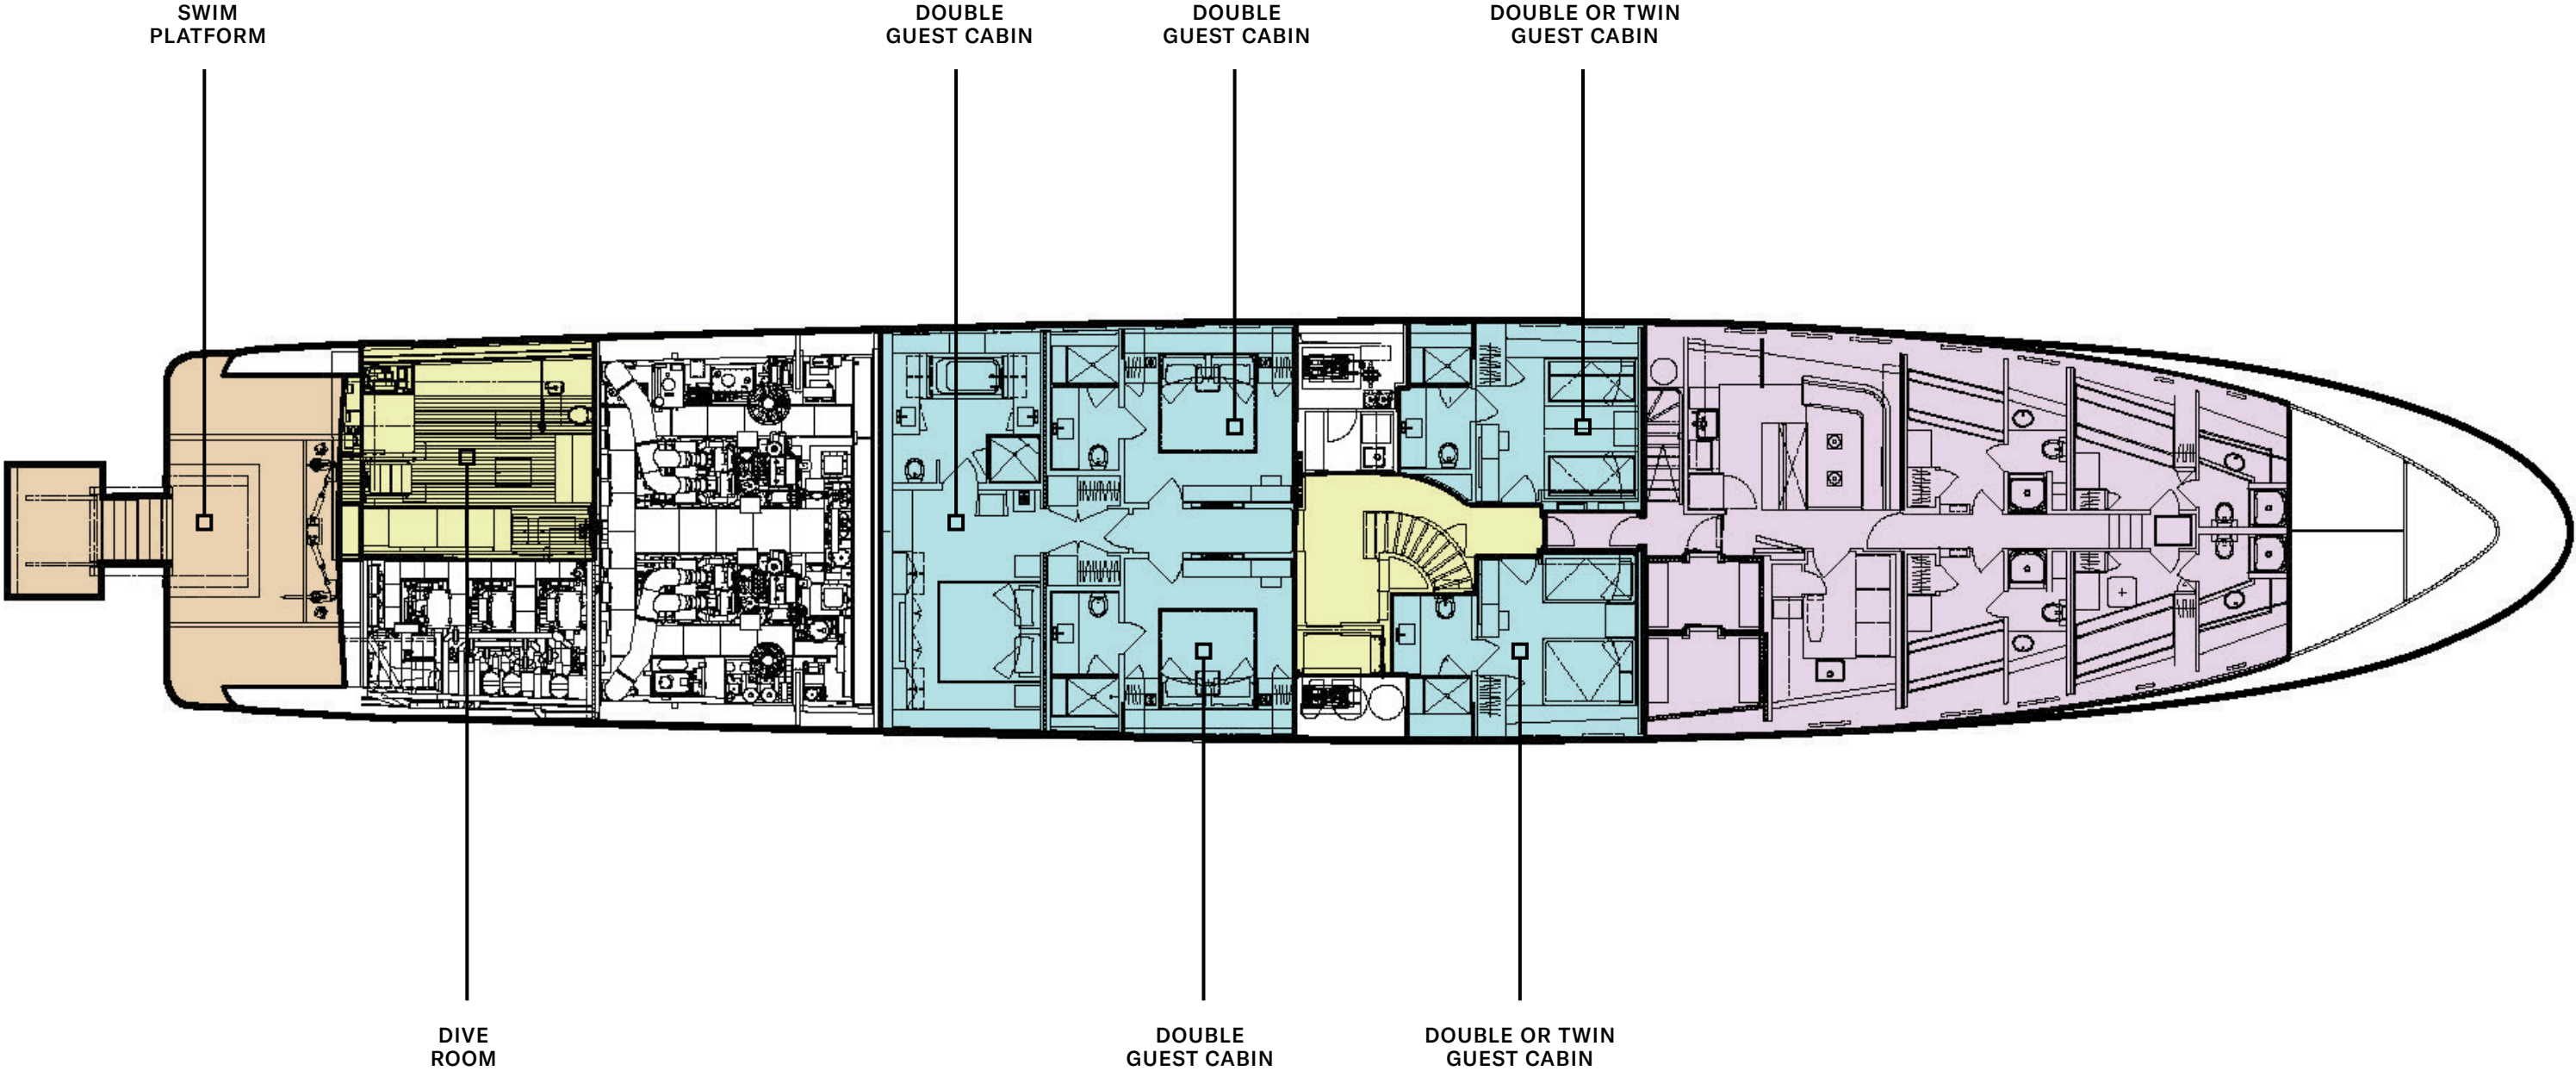 SWIM
PLATFORM
DOUBLE
GUEST CABIN
DOUBLE
GUEST CABIN
DOUBLE OR TWIN
GUEST CABIN
DIVE
ROOM
DOUBLE
GUEST CABIN
DOUBLE OR TWIN
GUEST CABIN